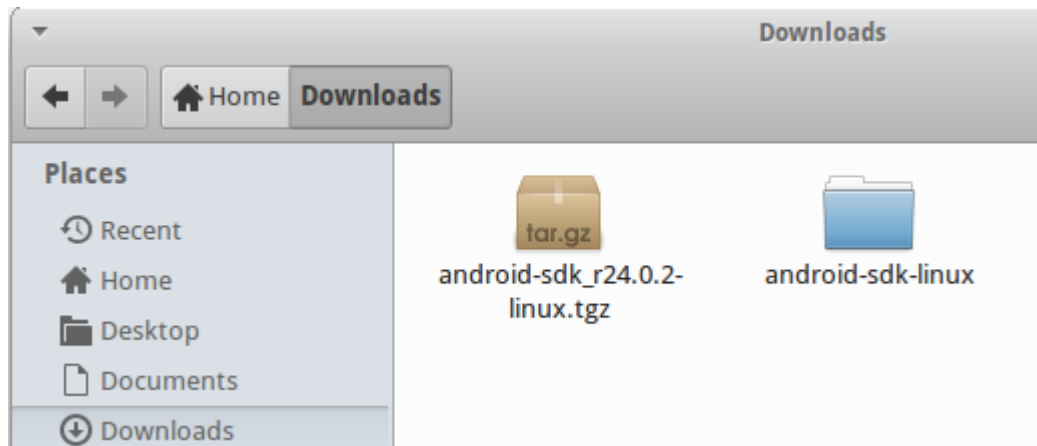 Downloads
Home Downloads
Places
Recent
Home
Desktop
Documents
Downloads
tar.gz
android-sdk_r24.0.2-
linux.tgz
android-sdk-linux